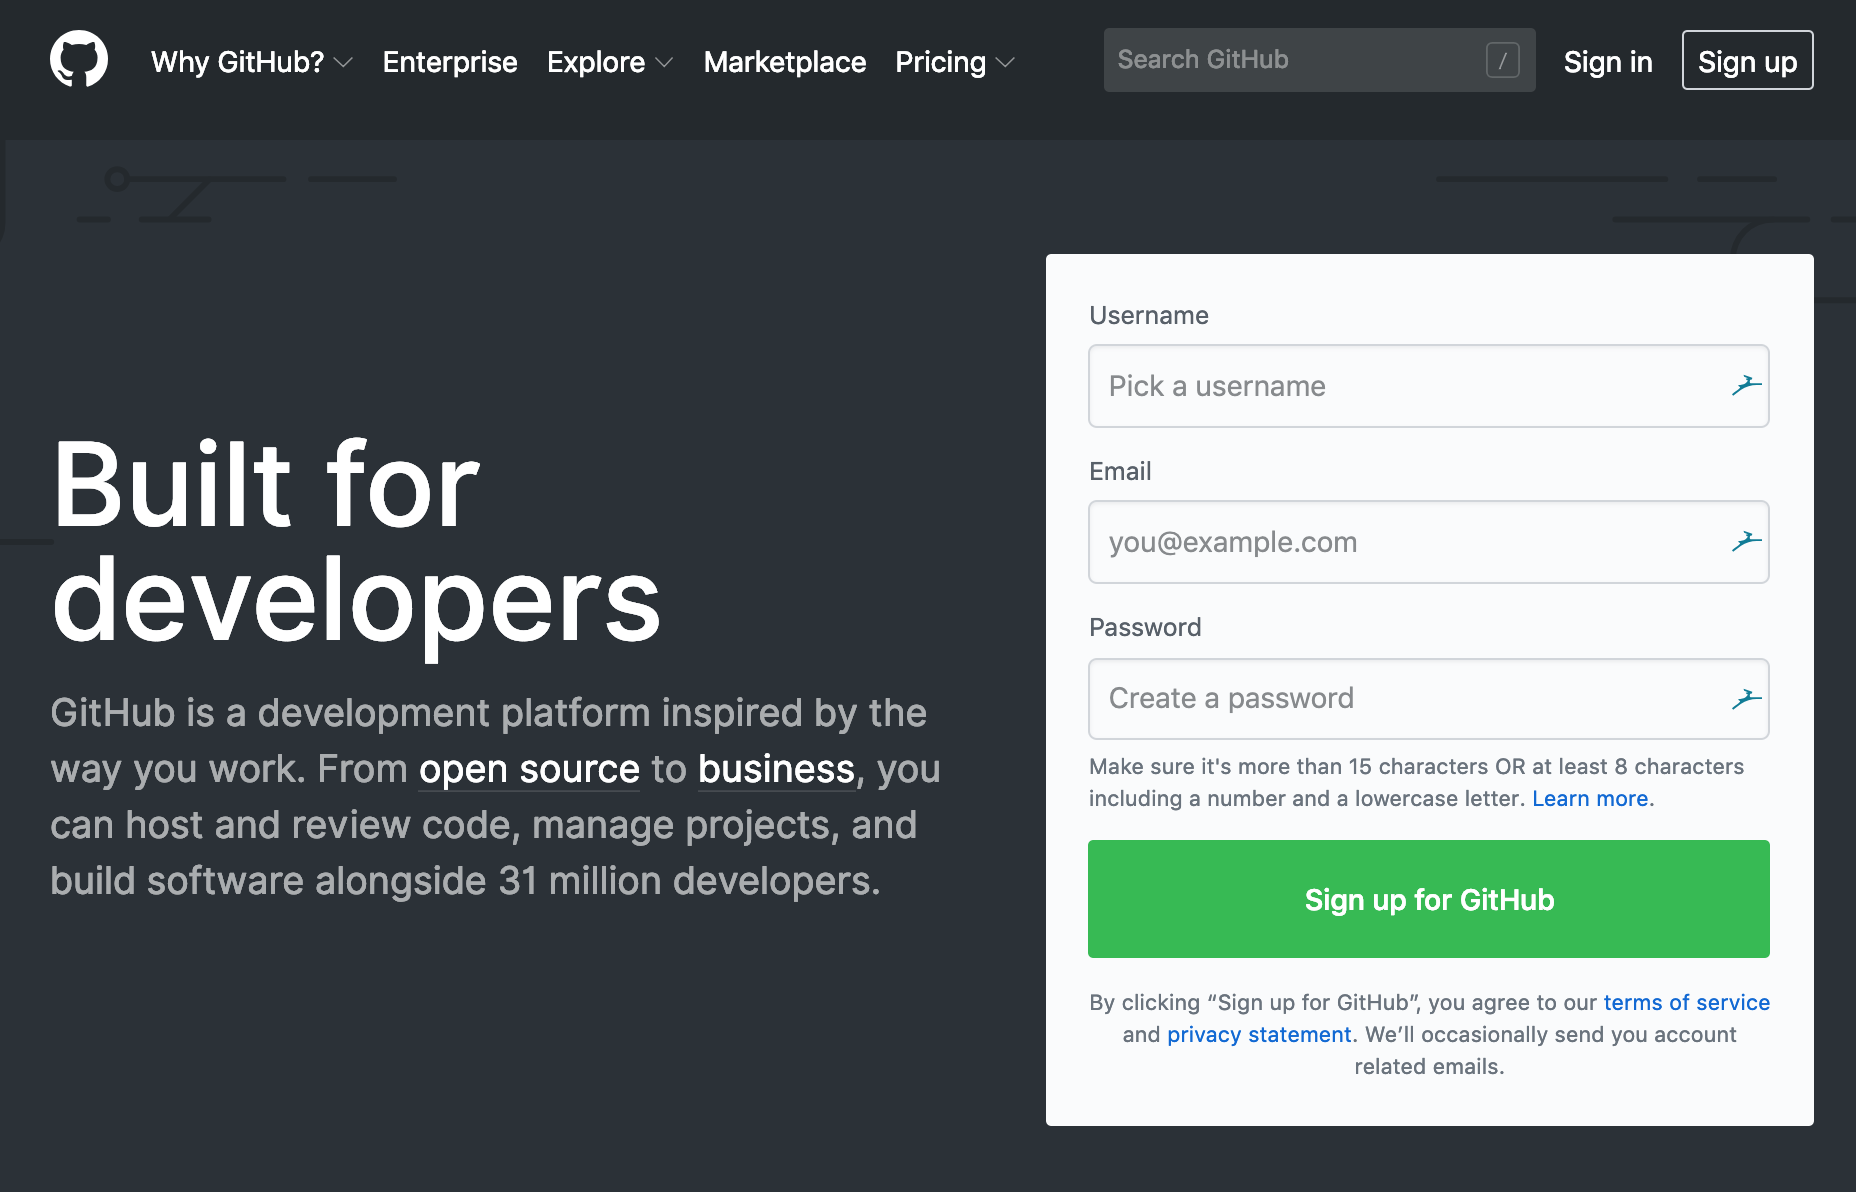 Why GitHub? Enterprise Explore Marketplace Pricing Search GitHub / Sign in Sign up
Built for
developers
GitHub is a development platform inspired by the
way you work. From open source to business, you
can host and review code, manage projects, and
build software alongside 31 million developers.
Username
Pick a username
Email
you@example.com
Password
Create a password
Make sure it's more than 15 characters OR at least 8 characters
including a number and a lowercase letter. Learn more.
Sign up for GitHub
By clicking “Sign up for GitHub”, you agree to our terms of service
and privacy statement. We’ll occasionally send you account
related emails.